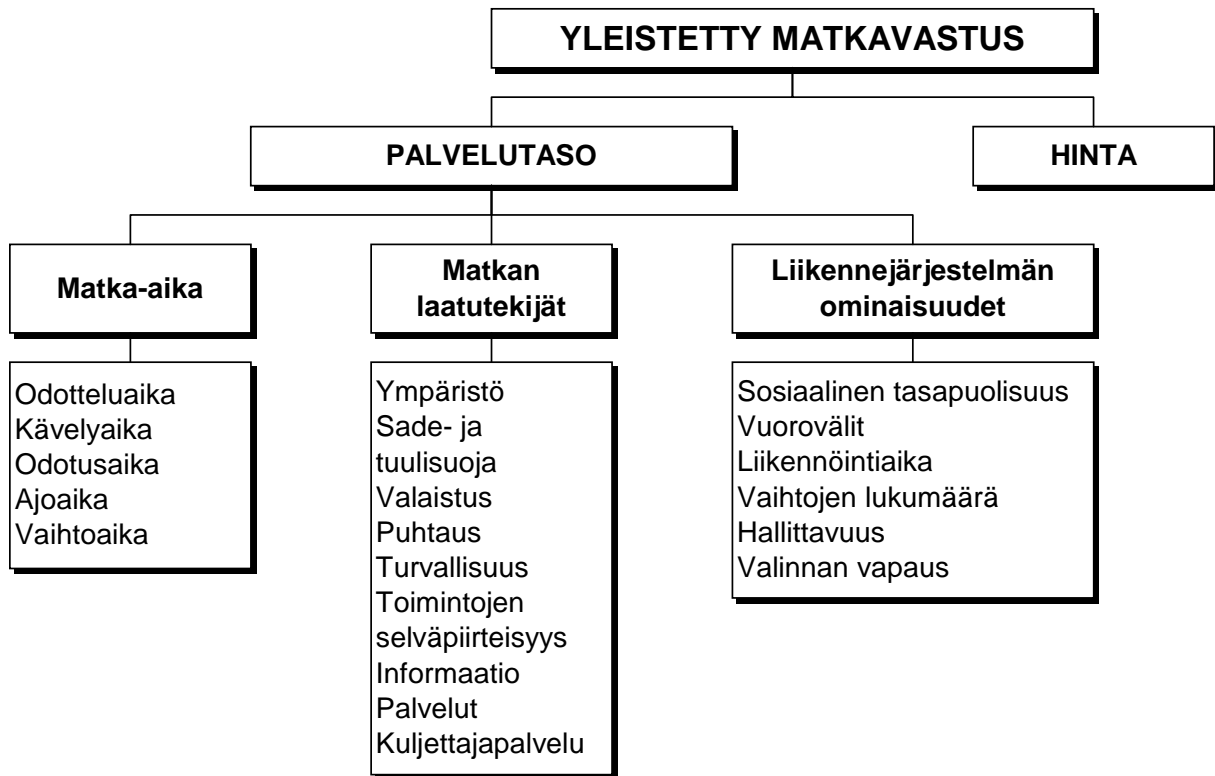 YLEISTETTY MATKAVASTUS
PALVELUTASO
HINTA
Matka-aika
Odotteluaika
Kävelyaika
Odotusaika
Ajoaika
Vaihtoaika
Matkan
laatutekijät
Ympäristö
Sade- ja
tuulisuoja
Valaistus
Puhtaus
Turvallisuus
Toimintojen
selväpiirteisyys
Informaatio
Palvelut
Kuljettajapalvelu
Liikennejärjestelmän
ominaisuudet
Sosiaalinen tasapuolisuus
Vuorovälit
Liikennöintiaika
Vaihtojen lukumäärä
Hallittavuus
Valinnan vapaus